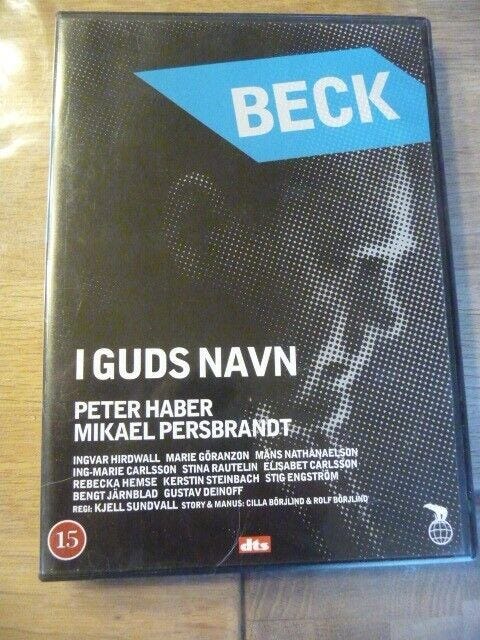 BECK
I GUDS NAVN
PETER HABER
MIKAEL PERSBRANDT
INGVAR HIRDWALL MARIE GÖRANZON MÅNS NATHANAELSON
ING-MARIE CARLSSON STINA RAUTELIN ELISABET CARLSSON
REBECKA HEMSE KERSTIN STEINBACH STIG ENGSTRÖM
BENGT JÄRNBLAD GUSTAV DEINOFF
REGI: KJELL SUNDVALL STORY & MANUS: CILLA BÖRJLIND & ROLF BÖRJLIND
15
dts